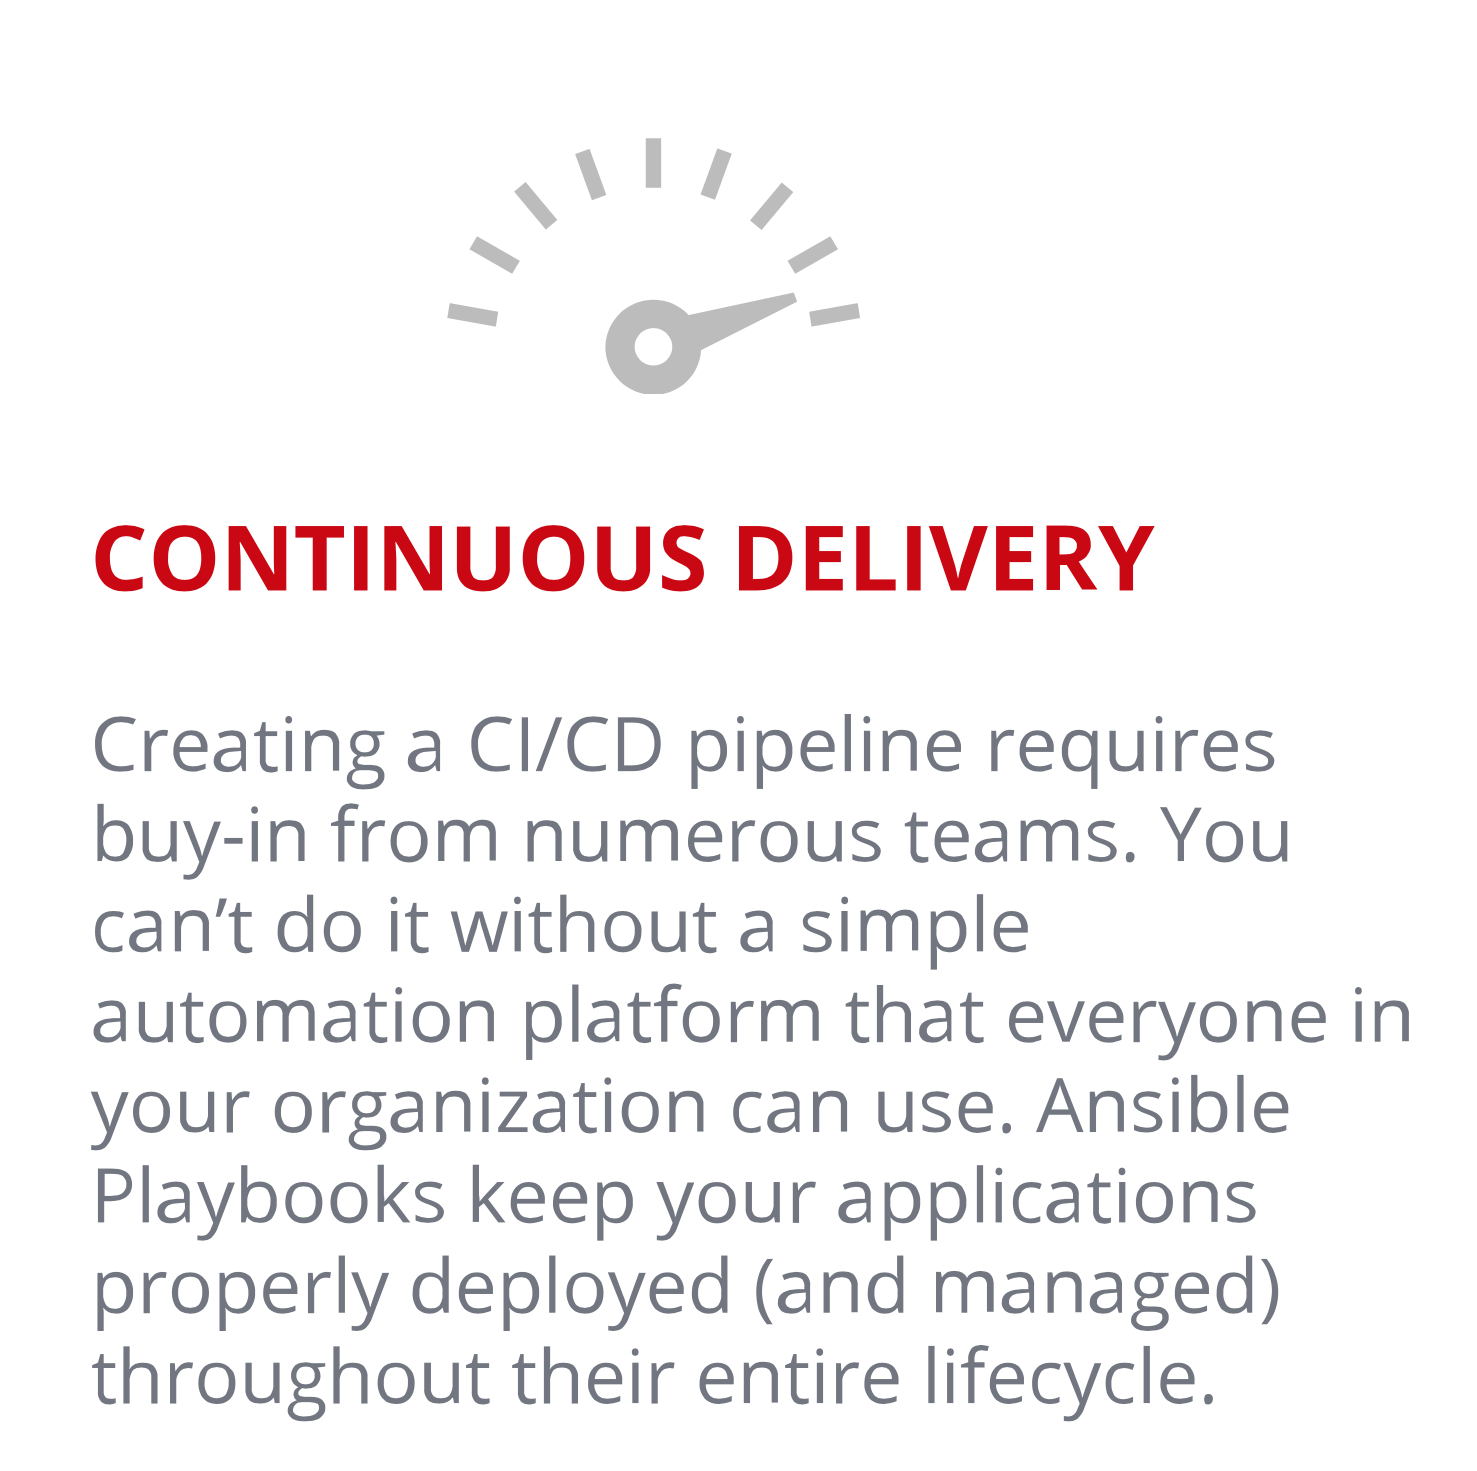 CONTINUOUS DELIVERY
Creating a CI/CD pipeline requires
buy-in from numerous teams. You
can’t do it without a simple
automation platform that everyone in
your organization can use. Ansible
Playbooks keep your applications
properly deployed (and managed)
throughout their entire lifecycle.